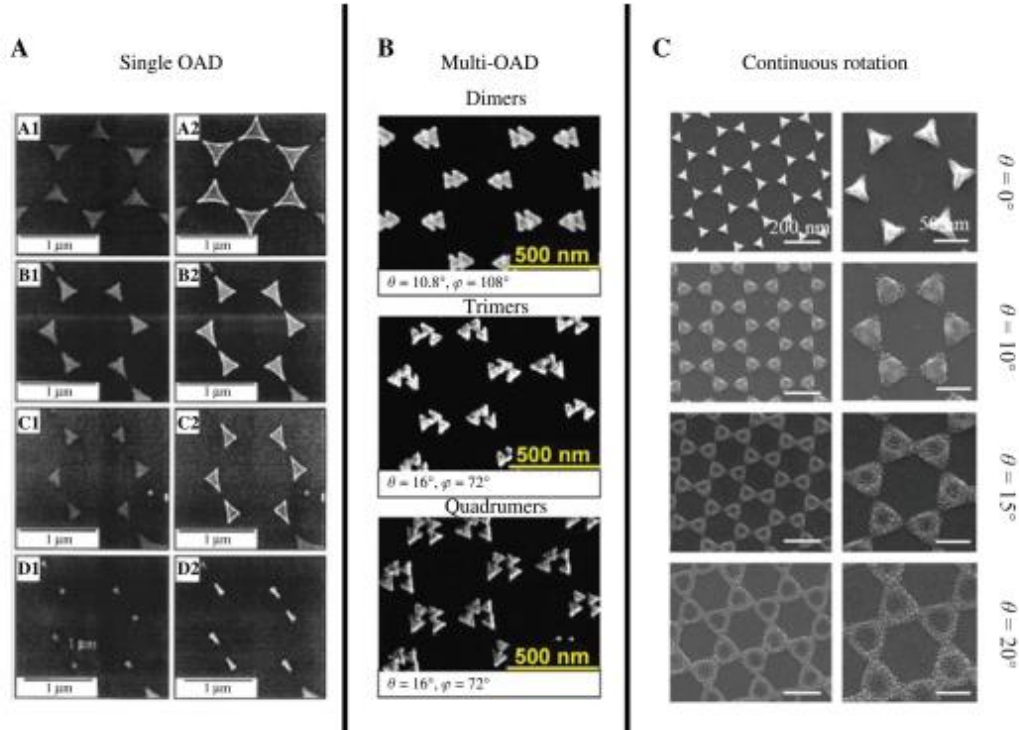 A
Single OAD
A1
A2
1 μm
1 μm
B1
B2
1 μm
1 μm
C1
C2
1 μm
1 μm
D1
D2
1 μm
1 μm
1 μm
B
Multi-OAD
Dimers
500 nm
θ = 10.8°, φ = 108°
Trimers
500 nm
θ = 16°, φ = 72°
Quadrumers
500 nm
θ = 16°, φ = 72°
C
Continuous rotation
200 nm
50 nm
θ = 0°
θ = 10°
θ = 15°
θ = 20°